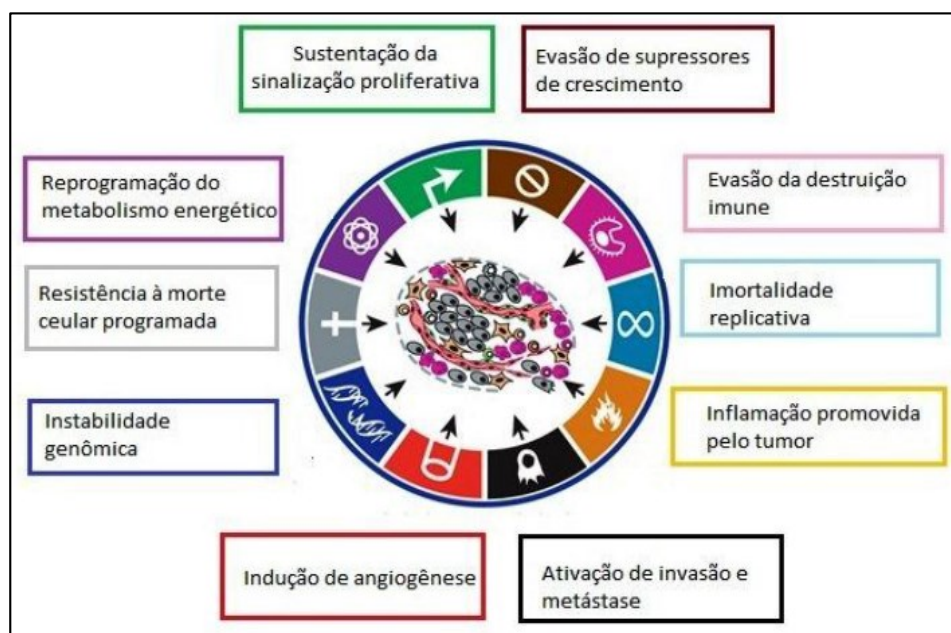 Sustentação da
sinalização proliferativa
Evasão de supressores
de crescimento
Reprogramação do
metabolismo energético
Evasão da destruição
imune
Resistência à morte
ceular programada
Imortalidade
replicativa
Instabilidade
genômica
Inflamação promovida
pelo tumor
Indução de angiogênese
Ativação de invasão e
metástase